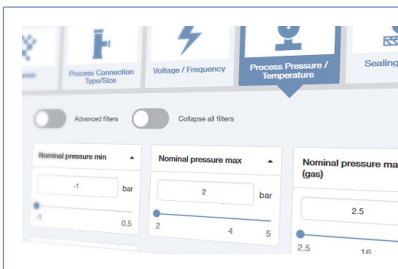 Process Connection
Type/Size
Voltage / Frequency
Process Pressure /
Temperature
Sealing
Advanced filters
Collapse all filters
Nominal pressure min
-1
bar
-1
0.5
Nominal pressure max
2
bar
2
4
5
Nominal pressure ma
(gas)
2.5
2.5
16